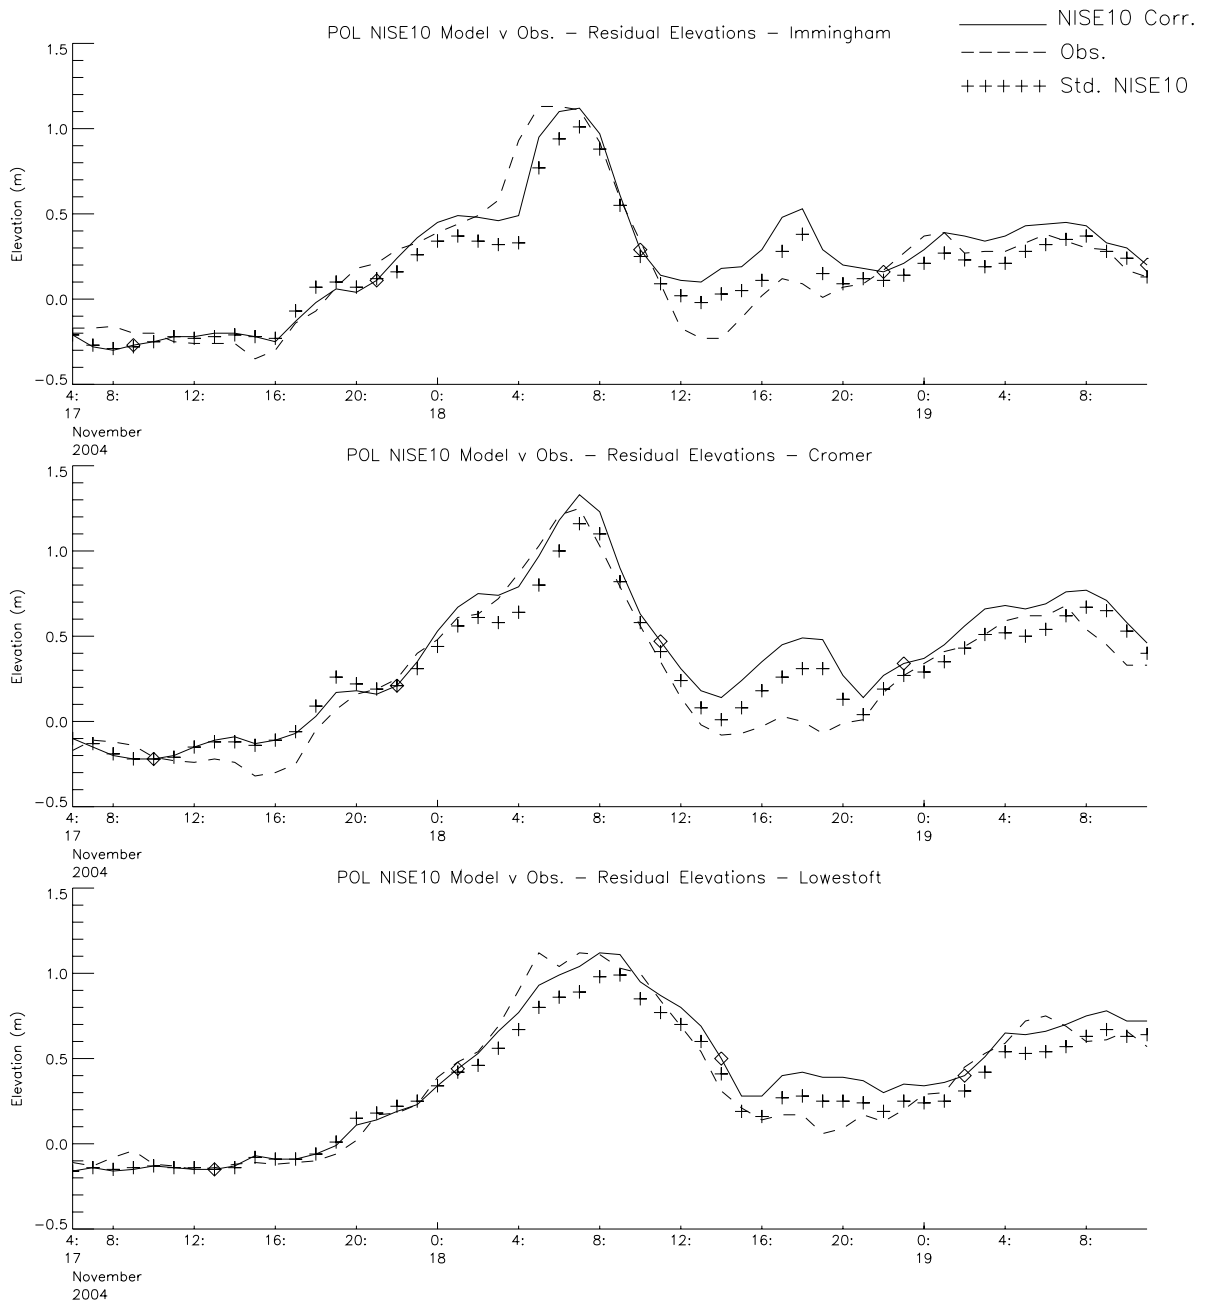 POL NISE10 Model v Obs. – Residual Elevations – Immingham
NISE10 Corr.
Obs.
Std. NISE10
Elevation (m)
1.5
1.0
0.5
0.0
−0.5
4: 8: 12: 16: 20: 0: 4: 8: 12: 16: 20: 0: 4: 8:
17 18 19
November
2004
POL NISE10 Model v Obs. – Residual Elevations – Cromer
Elevation (m)
1.5
1.0
0.5
0.0
−0.5
4: 8: 12: 16: 20: 0: 4: 8: 12: 16: 20: 0: 4: 8:
17 18 19
November
2004
POL NISE10 Model v Obs. – Residual Elevations – Lowestoft
Elevation (m)
1.5
1.0
0.5
0.0
−0.5
4: 8: 12: 16: 20: 0: 4: 8: 12: 16: 20: 0: 4: 8:
17 18 19
November
2004